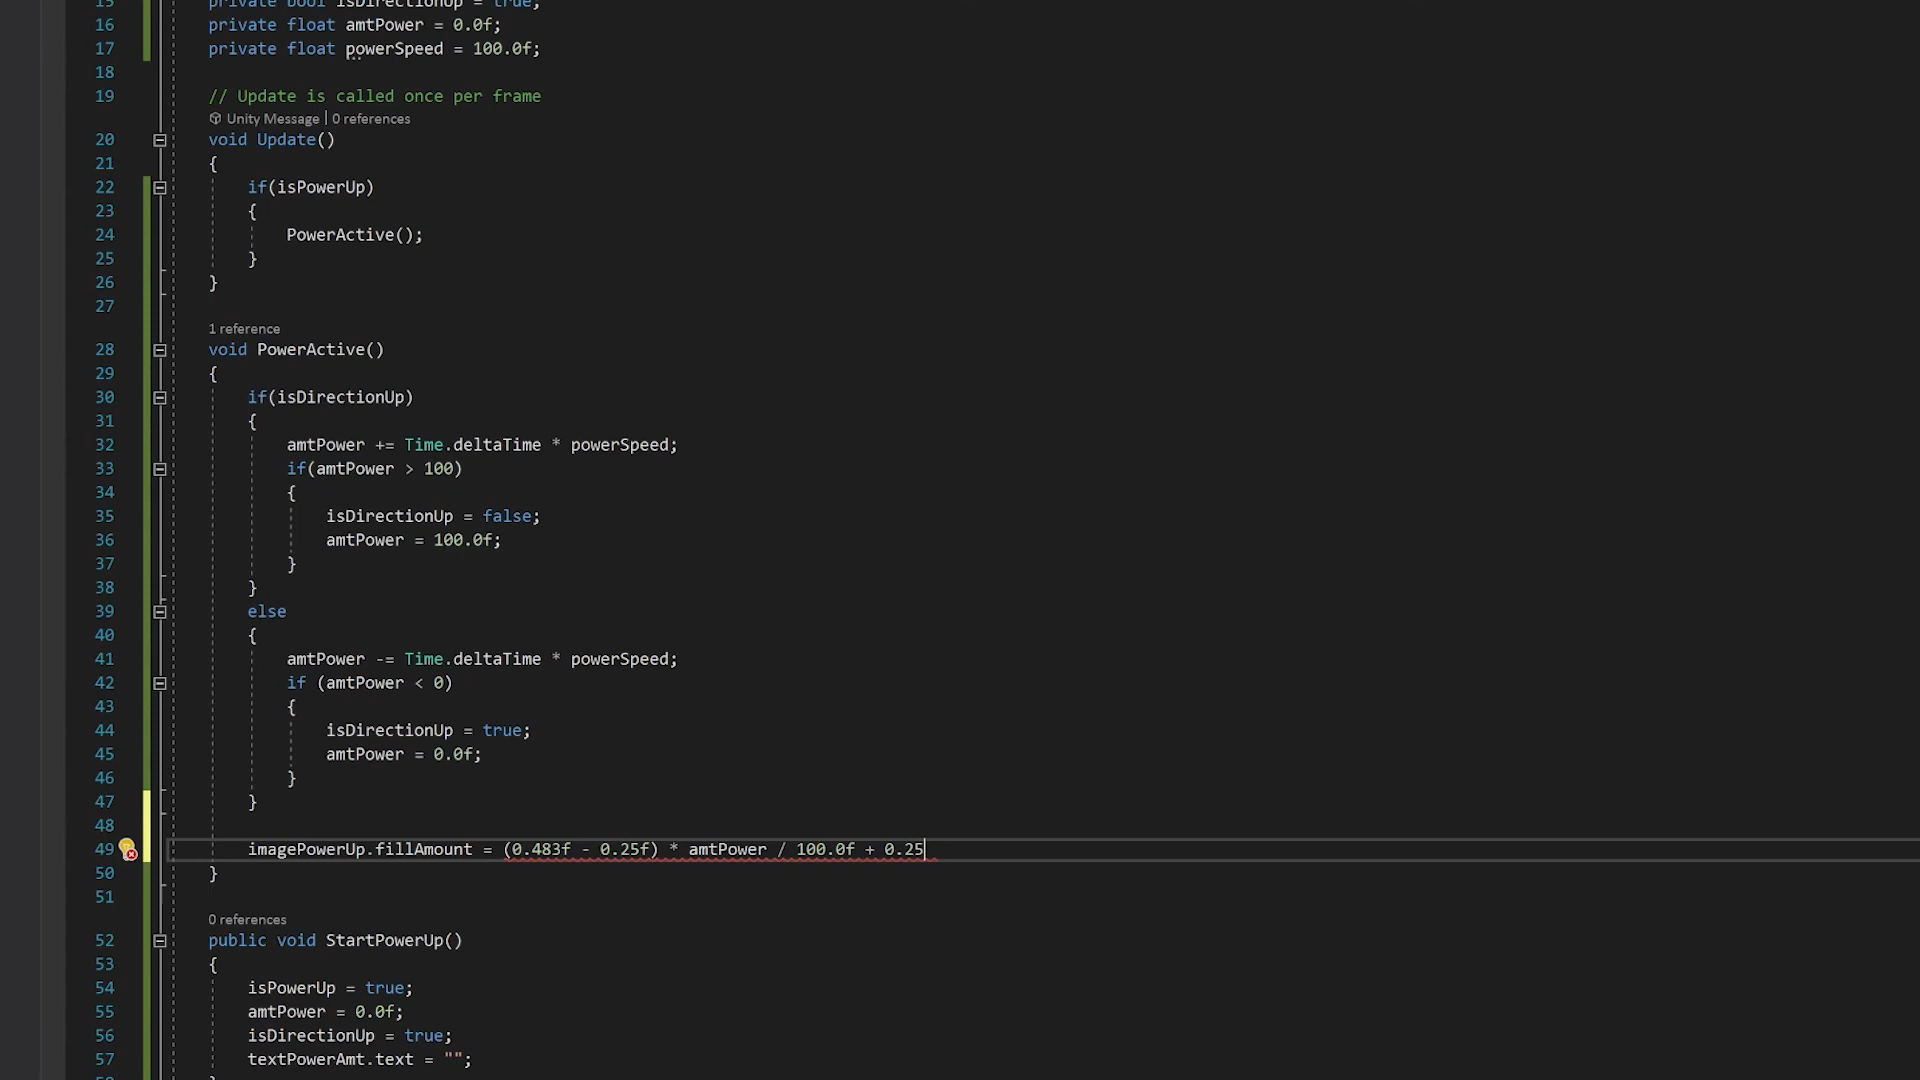 15 private bool isDirectionUp = true;
16 private float amtPower = 0.0f;
17 private float powerSpeed = 100.0f;
18
19 // Update is called once per frame
Unity Message | 0 references
20 void Update()
21 {
22 if(isPowerUp)
23 {
24 PowerActive();
25 }
26 }
27
1 reference
28 void PowerActive()
29 {
30 if(isDirectionUp)
31 {
32 amtPower += Time.deltaTime * powerSpeed;
33 if(amtPower > 100)
34 {
35 isDirectionUp = false;
36 amtPower = 100.0f;
37 }
38 }
39 else
40 {
41 amtPower -= Time.deltaTime * powerSpeed;
42 if (amtPower < 0)
43 {
44 isDirectionUp = true;
45 amtPower = 0.0f;
46 }
47 }
48
49 imagePowerUp.fillAmount = (0.483f - 0.25f) * amtPower / 100.0f + 0.25
50 }
51
0 references
52 public void StartPowerUp()
53 {
54 isPowerUp = true;
55 amtPower = 0.0f;
56 isDirectionUp = true;
57 textPowerAmt.text = "";
58 }